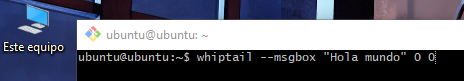 ubuntu@ubuntu: ~
Este equipo
ubuntu@ubuntu:~$ whiptail --msgbox "Hola mundo" 0 0